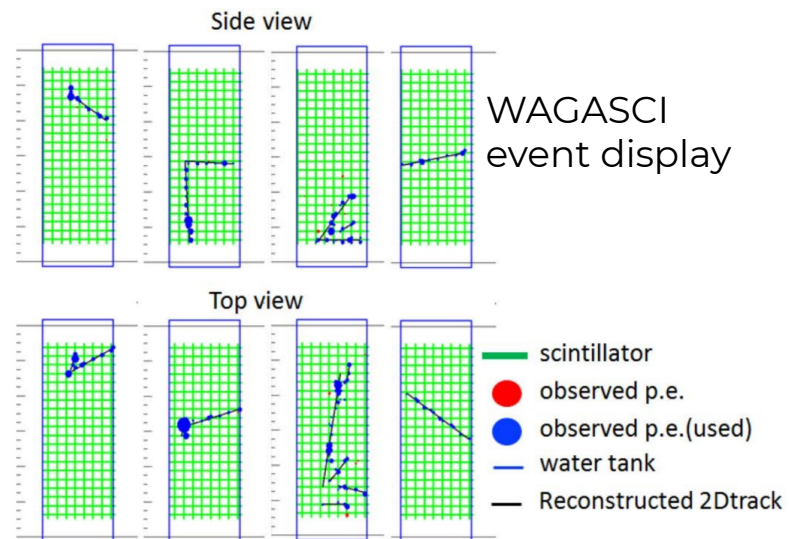 Side view
WAGASCI
event display
Top view
scintillator
observed p.e.
observed p.e.(used)
water tank
Reconstructed 2Dtrack